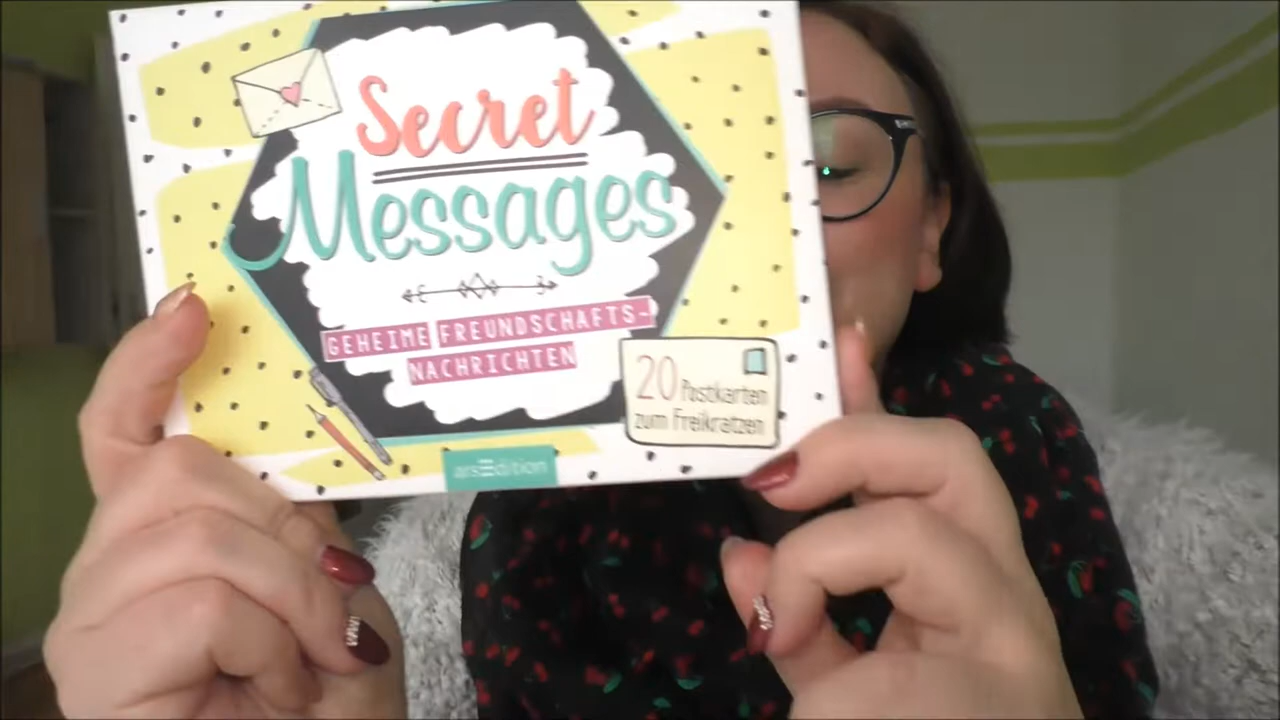 Secret
Messages
GEHEIME FREUNDSCHAFTS-
NACHRICHTEN
20 Postkarten
zum Freikratzen
arsEdition